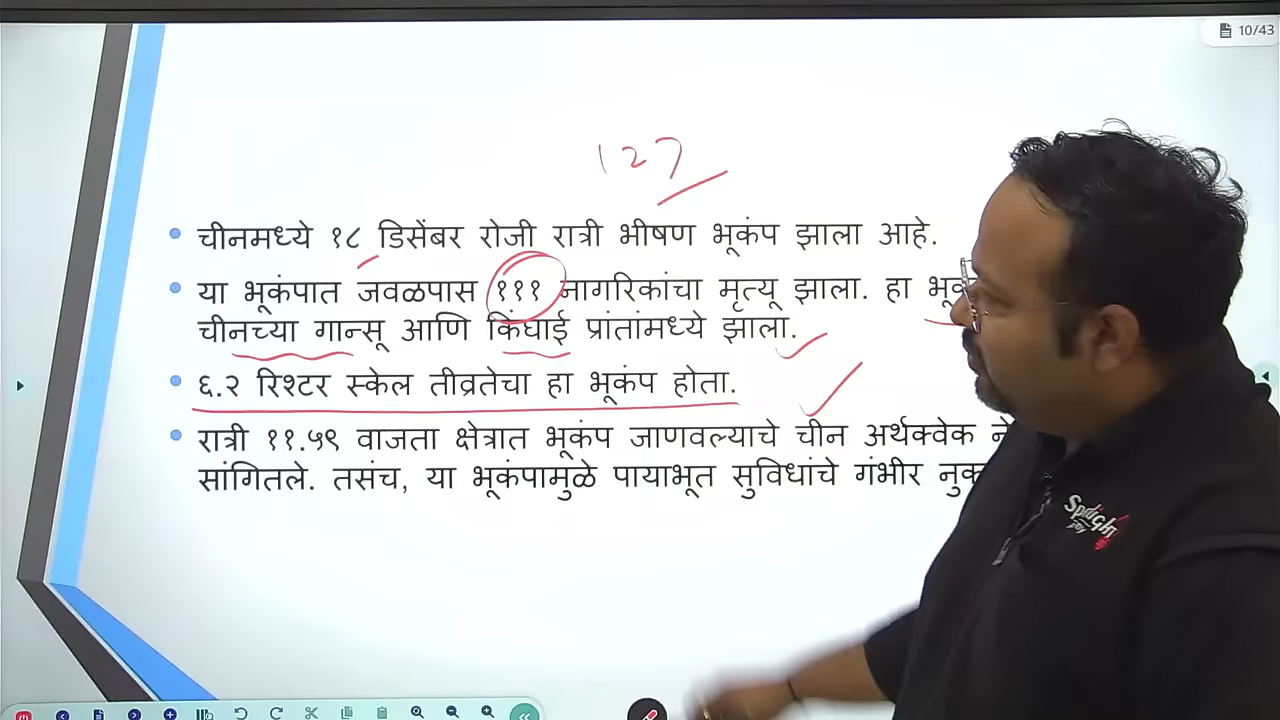 10/43
127
चीनमध्ये १८ डिसेंबर रोजी रात्री भीषण भूकंप झाला आहे.
या भूकंपात जवळपास १११ नागरिकांचा मृत्यू झाला. हा
चीनच्या गान्सू आणि किंघाई प्रांतांमध्ये झाला.
६.२ रिश्टर स्केल तीव्रतेचा हा भूकंप होता.
रात्री ११.५९ वाजता क्षेत्रात भूकंप जाणवल्याचे चीन अर्थक्वेक
सांगितले. तसंच, या भूकंपामुळे पायाभूत सुविधांचे गंभीर